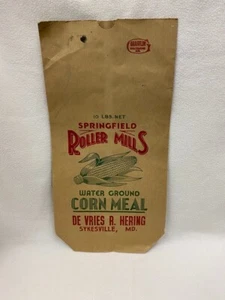 10 LBS. NET
SPRINGFIELD
ROLLER MILLS
WATER GROUND
CORN MEAL
DE VRIES R. HERING
SYKESVILLE, MD.